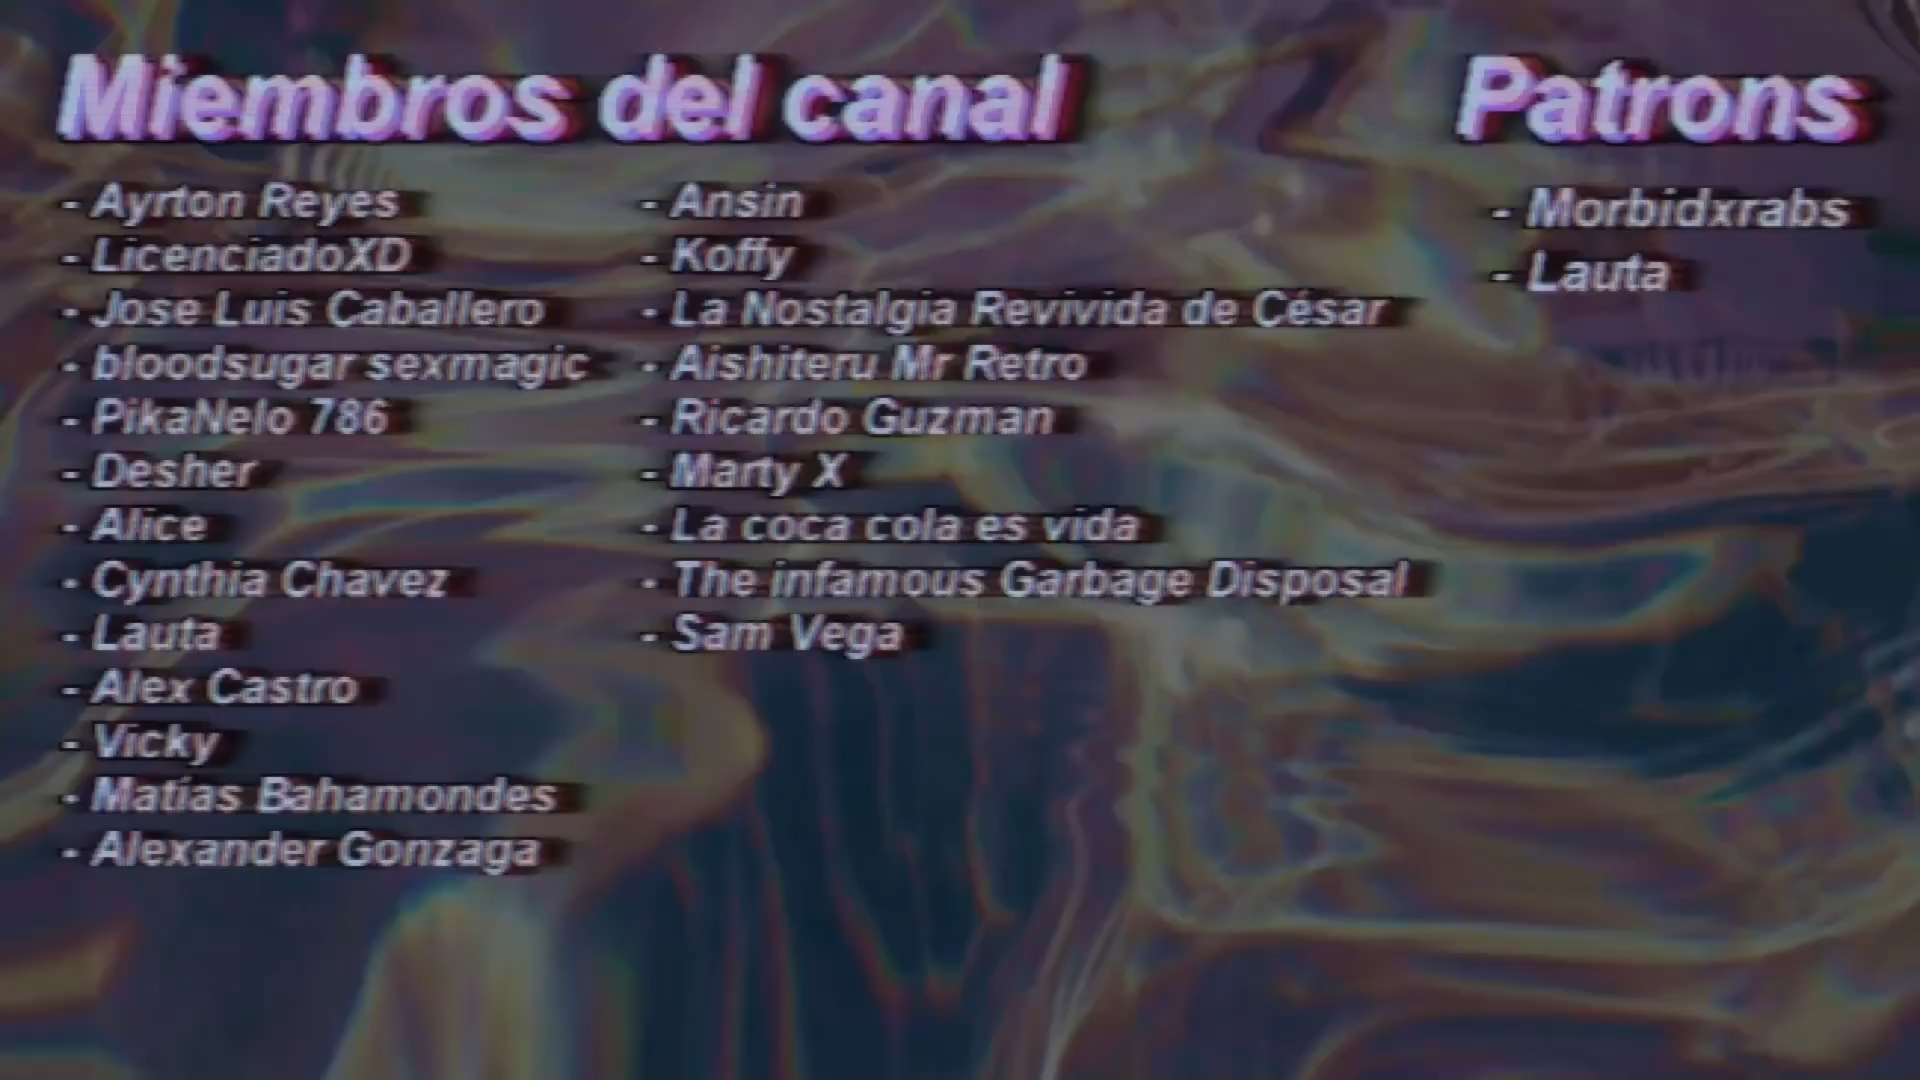 Miembros del canal
- Ayrton Reyes
- LicenciadoXD
- Jose Luis Caballero
- bloodsugar sexmagic
- PikaNelo 786
- Desher
- Alice
- Cynthia Chavez
- Lauta
- Alex Castro
- Vicky
- Matías Bahamondes
- Alexander Gonzaga
- Ansin
- Koffy
- La Nostalgia Revivida de César
- Aishiteru Mr Retro
- Ricardo Guzman
- Marty X
- La coca cola es vida
- The infamous Garbage Disposal
- Sam Vega
Patrons
- Morbidxrabs
- Lauta